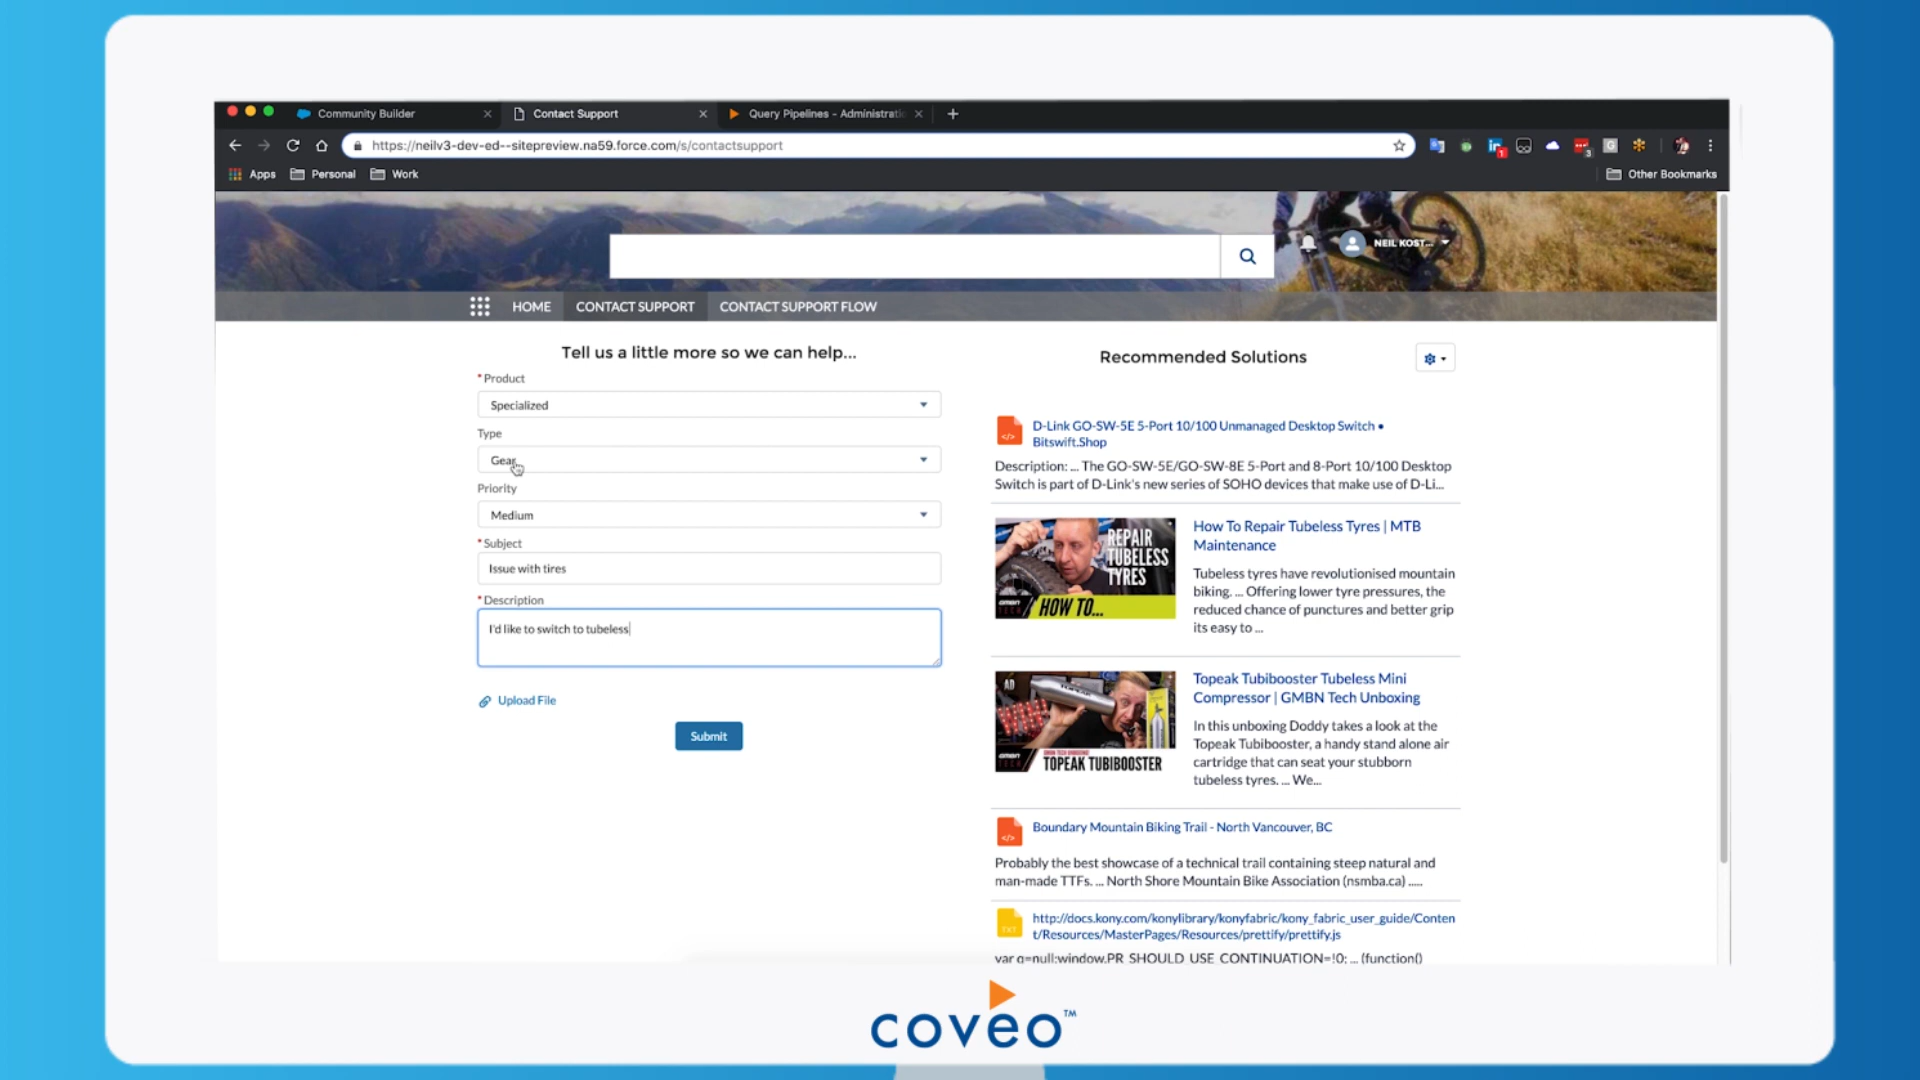 Community Builder
Contact Support
Query Pipelines - Administrati
https://neilv3-dev-ed--sitepreview.na59.force.com/s/contactsupport
Apps
Personal
Work
Other Bookmarks
NEIL KOST...
HOME
CONTACT SUPPORT
CONTACT SUPPORT FLOW
Tell us a little more so we can help...
*Product
Specialized
Type
Gear
Priority
Medium
*Subject
Issue with tires
*Description
I'd like to switch to tubeless
Upload File
Submit
Recommended Solutions
D-Link GO-SW-5E 5-Port 10/100 Unmanaged Desktop Switch •
Bitswift.Shop
Description: ... The GO-SW-5E/GO-SW-8E 5-Port and 8-Port 10/100 Desktop
Switch is part of D-Link's new series of SOHO devices that make use of D-Li...
REPAIR
TUBELESS
TYRES
HOW TO...
How To Repair Tubeless Tyres | MTB
Maintenance
Tubeless tyres have revolutionised mountain
biking. ... Offering lower tyre pressures, the
reduced chance of punctures and better grip
its easy to ...
AD
TOPEAK
TOPEAK TUBIBOOSTER
Topeak Tubibooster Tubeless Mini
Compressor | GMBN Tech Unboxing
In this unboxing Doddy takes a look at the
Topeak Tubibooster, a handy stand alone air
cartridge that can seat your stubborn
tubeless tyres. ... We...
Boundary Mountain Biking Trail - North Vancouver, BC
Probably the best showcase of a technical trail containing steep natural and
man-made TTFs. ... North Shore Mountain Bike Association (nsmba.ca) .....
TXT
http://docs.kony.com/konylibrary/konyfabric/kony_fabric_user_guide/Conten
t/Resources/MasterPages/Resources/prettify/prettify.js
var q=null;window.PR_SHOULD_USE_CONTINUATION=!0; ... (function()
coveo™